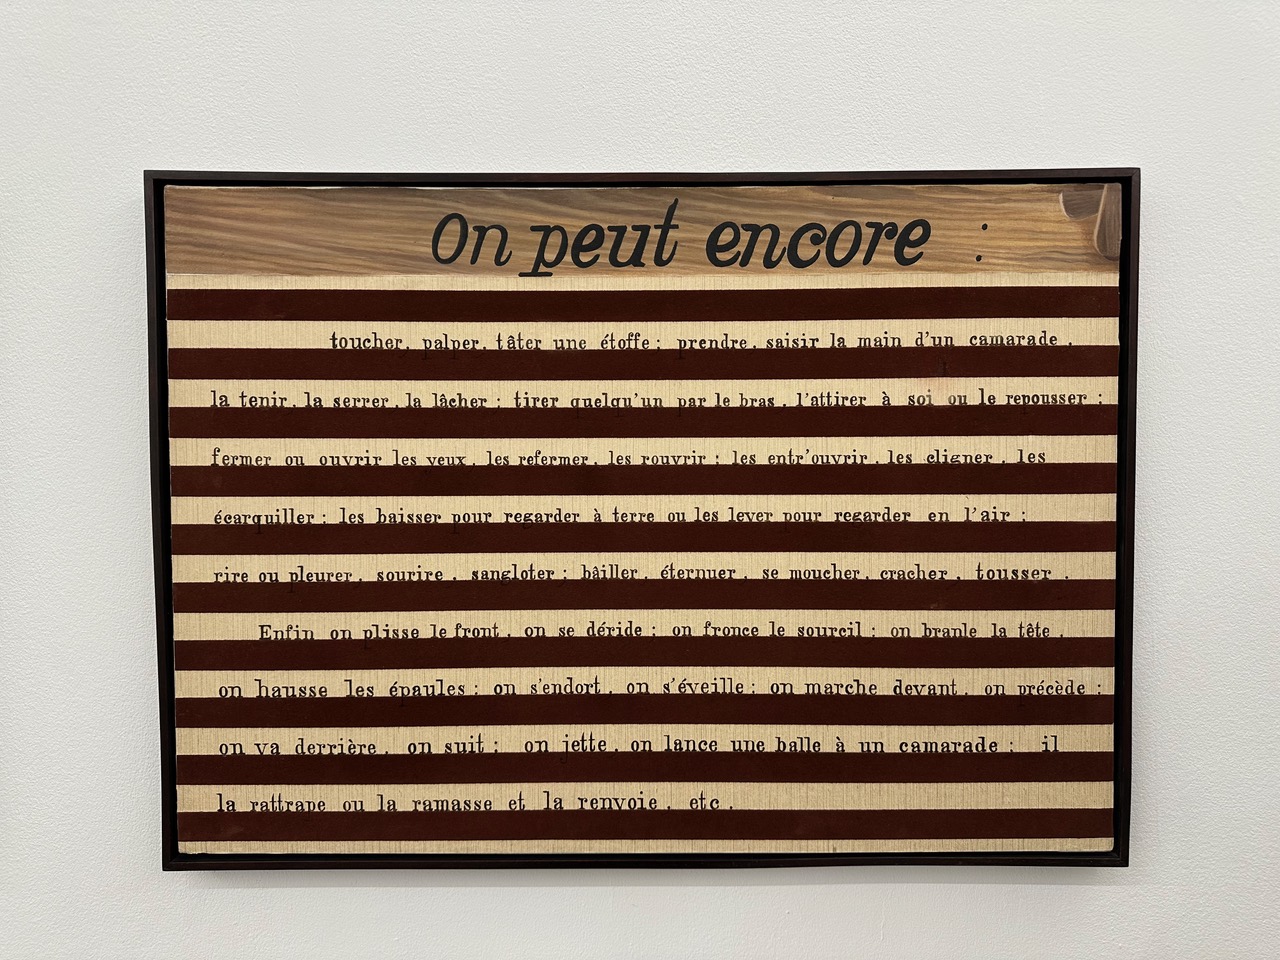 On peut encore :
toucher, palper, tâter une étoffe ; prendre, saisir la main d'un camarade,
la tenir, la serrer, la lâcher ; tirer quelqu'un par le bras, l'attirer à soi ou le repousser ;
fermer ou ouvrir les yeux, les refermer, les rouvrir ; les entr'ouvrir, les cligner, les
écarquiller ; les baisser pour regarder à terre ou les lever pour regarder en l'air ;
rire ou pleurer, sourire, sangloter ; bâiller, éternuer, se moucher, cracher, tousser.
Enfin on plisse le front, on se déride ; on fronce le sourcil ; on branle la tête,
on hausse les épaules ; on s'endort, on s'éveille ; on marche devant, on précède ;
on va derrière, on suit ; on jette, on lance une balle à un camarade ; il
la rattrape ou la ramasse et la renvoie, etc.